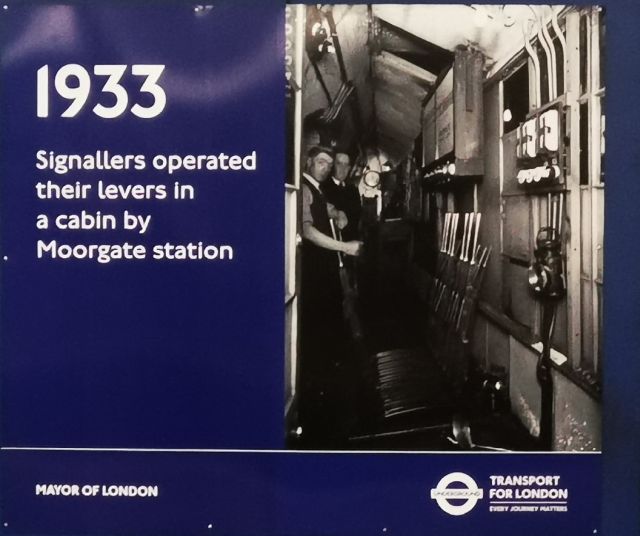 1933
Signallers operated
their levers in
a cabin by
Moorgate station
MAYOR OF LONDON
UNDERGROUND
TRANSPORT
FOR LONDON
EVERY JOURNEY MATTERS